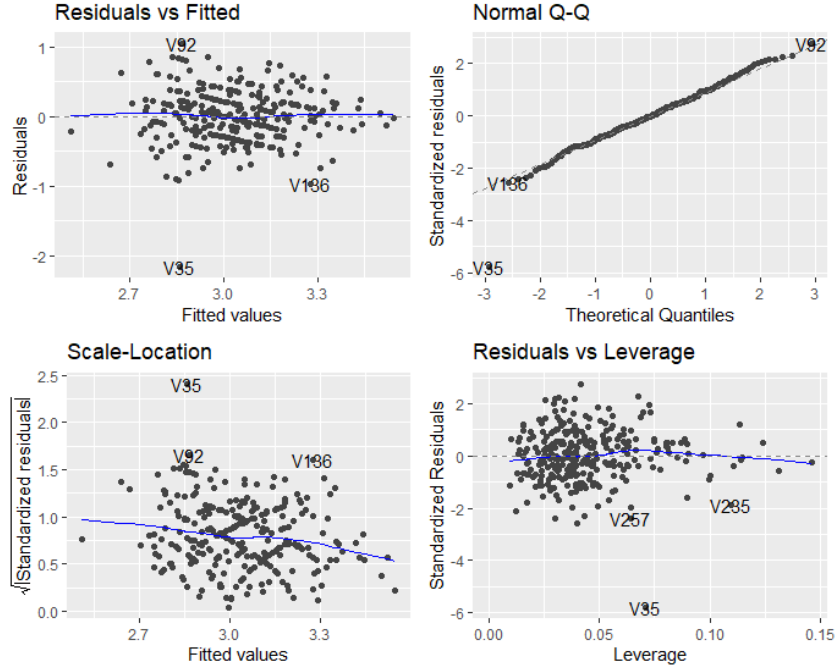 Residuals vs Fitted
V92
1
0
-1
-2
V136
V35
Residuals
2.7
3.0
3.3
Fitted values
Normal Q-Q
V92
2
0
-2
-4
-6
V136
V35
Standardized residuals
-3
-2
-1
0
1
2
3
Theoretical Quantiles
Scale-Location
2.5
2.0
1.5
1.0
0.5
0.0
V35
V92
V136
√|Standardized residuals|
2.7
3.0
3.3
Fitted values
Residuals vs Leverage
2
0
-2
-4
-6
V257
V285
V35
Standardized Residuals
0.00
0.05
0.10
0.15
Leverage